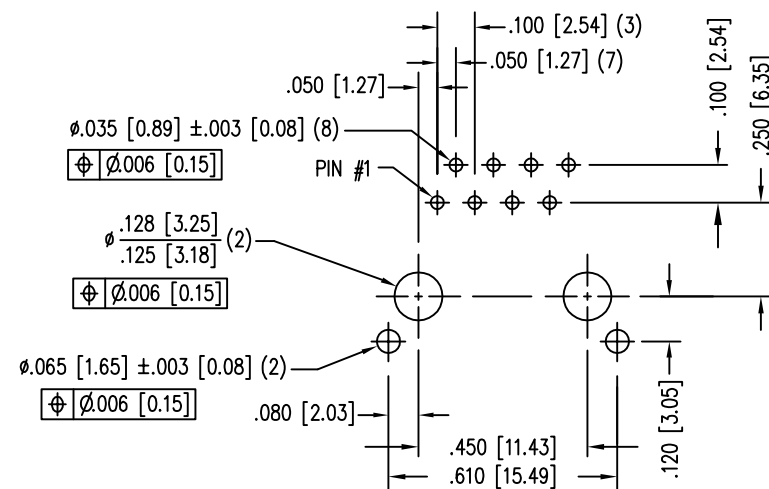 .100 [2.54] (3)
.050 [1.27] (7)
.050 [1.27]
.100 [2.54]
.250 [6.35]
ø.035 [0.89] ±.003 [0.08] (8)
⌖ Ø.006 [0.15]
PIN #1
ø .128 [3.25]
.125 [3.18] (2)
⌖ Ø.006 [0.15]
ø.065 [1.65] ±.003 [0.08] (2)
⌖ Ø.006 [0.15]
.080 [2.03]
.450 [11.43]
.610 [15.49]
.120 [3.05]